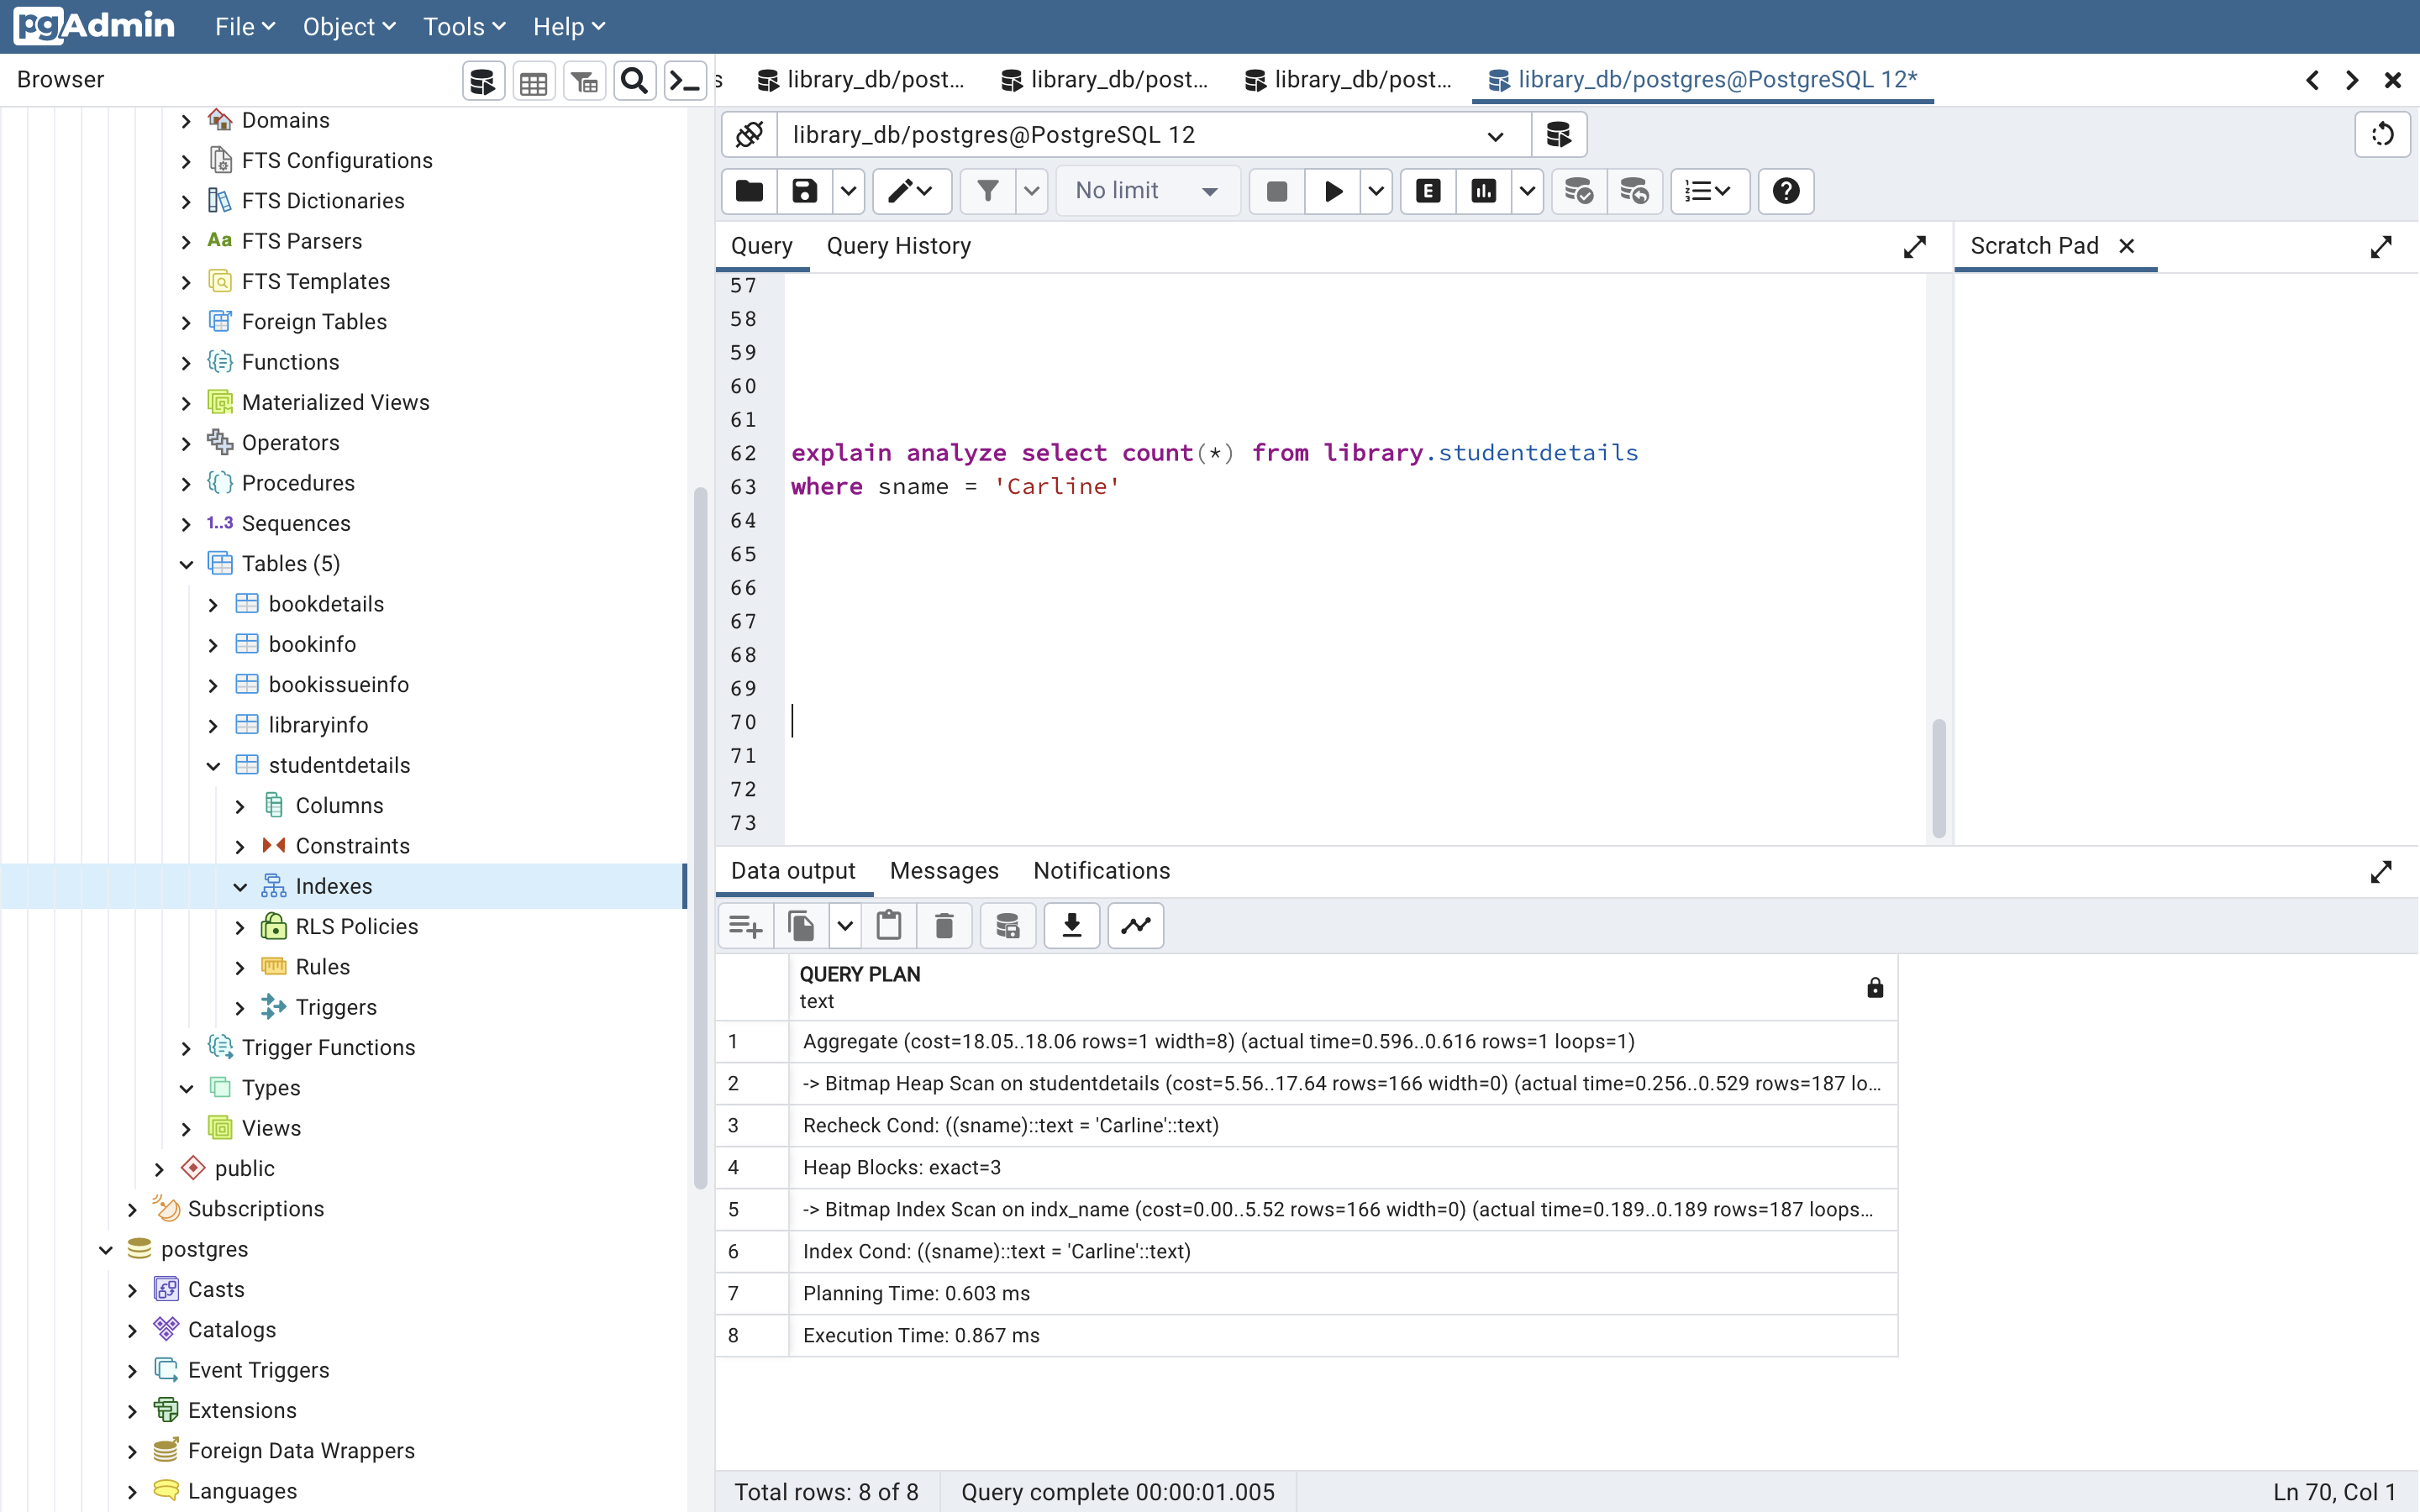 pgAdmin File Object Tools Help
Browser
s library_db/post... library_db/post... library_db/post... library_db/postgres@PostgreSQL 12*
Domains
FTS Configurations
FTS Dictionaries
Aa FTS Parsers
FTS Templates
Foreign Tables
Functions
Materialized Views
Operators
Procedures
1..3 Sequences
Tables (5)
bookdetails
bookinfo
bookissueinfo
libraryinfo
studentdetails
Columns
Constraints
Indexes
RLS Policies
Rules
Triggers
Trigger Functions
Types
Views
public
Subscriptions
postgres
Casts
Catalogs
Event Triggers
Extensions
Foreign Data Wrappers
Languages
library_db/postgres@PostgreSQL 12
No limit E
Query Query History
Scratch Pad
57
58
59
60
61
62 explain analyze select count(*) from library.studentdetails
63 where sname = 'Carline'
64
65
66
67
68
69
70
71
72
73
Data output Messages Notifications
QUERY PLAN
text
1 Aggregate (cost=18.05..18.06 rows=1 width=8) (actual time=0.596..0.616 rows=1 loops=1)
2 -> Bitmap Heap Scan on studentdetails (cost=5.56..17.64 rows=166 width=0) (actual time=0.256..0.529 rows=187 lo...
3 Recheck Cond: ((sname)::text = 'Carline'::text)
4 Heap Blocks: exact=3
5 -> Bitmap Index Scan on indx_name (cost=0.00..5.52 rows=166 width=0) (actual time=0.189..0.189 rows=187 loops...
6 Index Cond: ((sname)::text = 'Carline'::text)
7 Planning Time: 0.603 ms
8 Execution Time: 0.867 ms
Total rows: 8 of 8 Query complete 00:00:01.005 Ln 70, Col 1